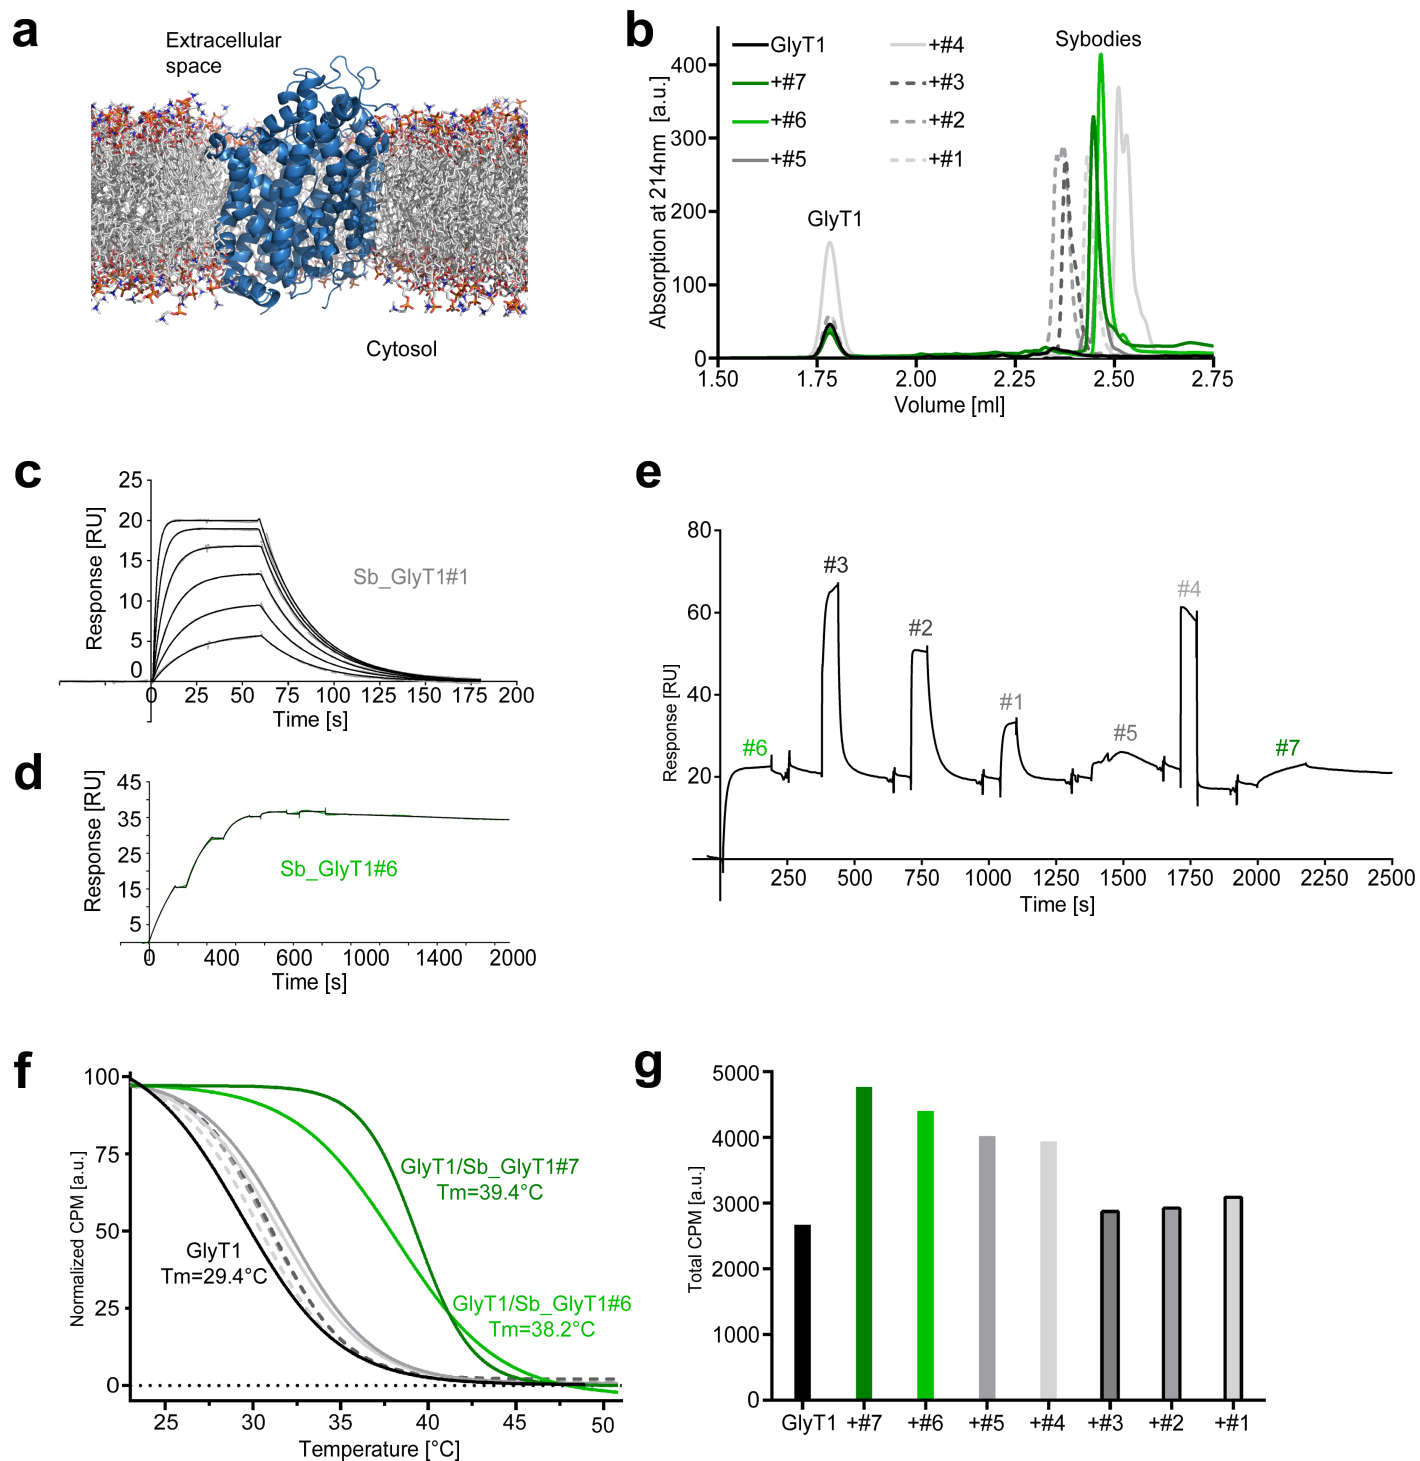 a
Extracellular
space
Cytosol
b
Sybodies
GlyT1
+#7
+#6
+#5
+#4
+#3
+#2
+#1
GlyT1
Absorption at 214nm [a.u.]
400
300
200
100
0
1.50
1.75
2.00
2.25
2.50
2.75
Volume [ml]
c
Response [RU]
25
20
15
10
5
0
Sb_GlyT1#1
0
25
50
75
100
125
150
175
200
Time [s]
d
Response [RU]
45
35
25
15
5
Sb_GlyT1#6
0
400
600
1000
1400
2000
Time [s]
e
Response [RU]
80
60
40
20
#6
#3
#2
#1
#5
#4
#7
250
500
750
1000
1250
1500
1750
2000
2250
2500
Time [s]
f
Normalized CPM [a.u.]
100
75
50
25
0
GlyT1/Sb_GlyT1#7
Tm=39.4°C
GlyT1
Tm=29.4°C
GlyT1/Sb_GlyT1#6
Tm=38.2°C
25
30
35
40
45
50
Temperature [°C]
g
Total CPM [a.u.]
5000
4000
3000
2000
1000
0
GlyT1
+#7
+#6
+#5
+#4
+#3
+#2
+#1